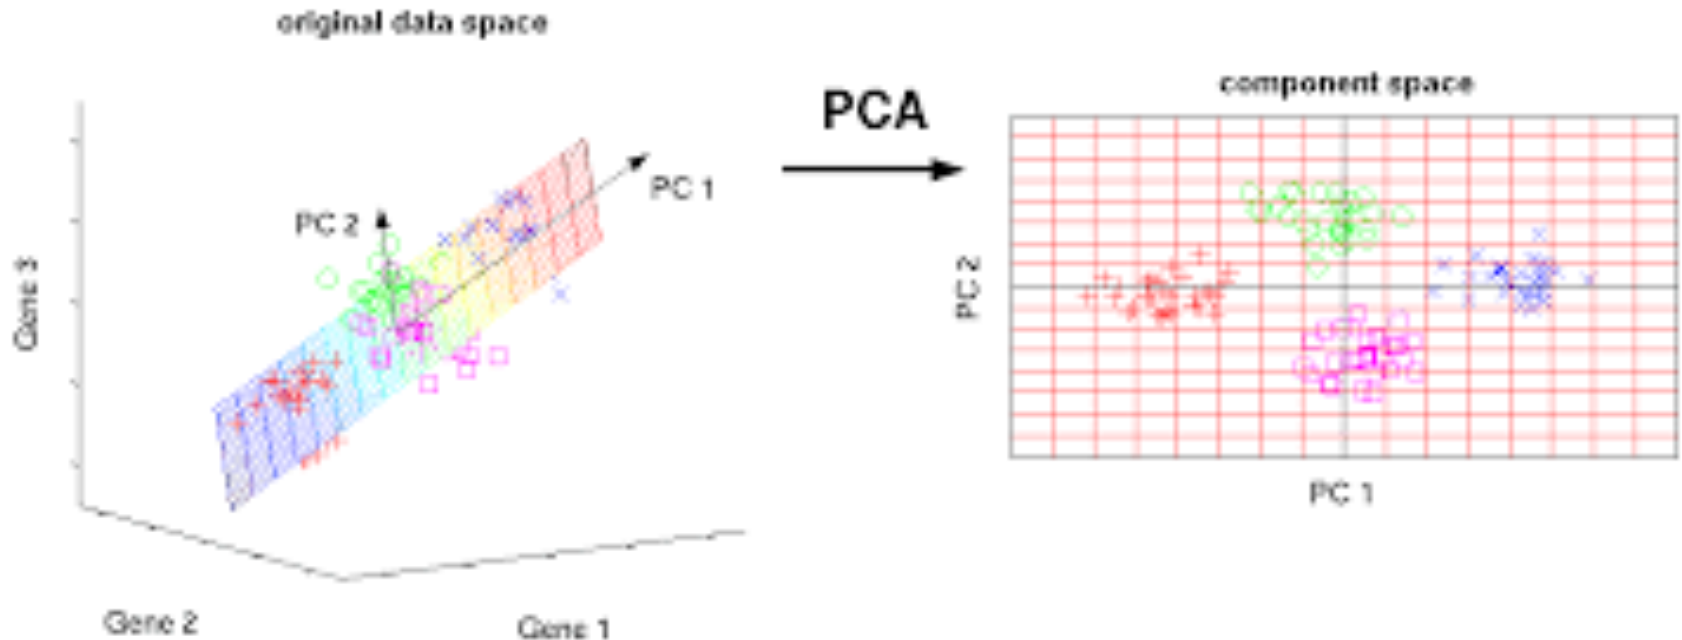 original data space
PC 1
PC 2
Gene 3
Gene 2
Gene 1
PCA
component space
PC 2
PC 1